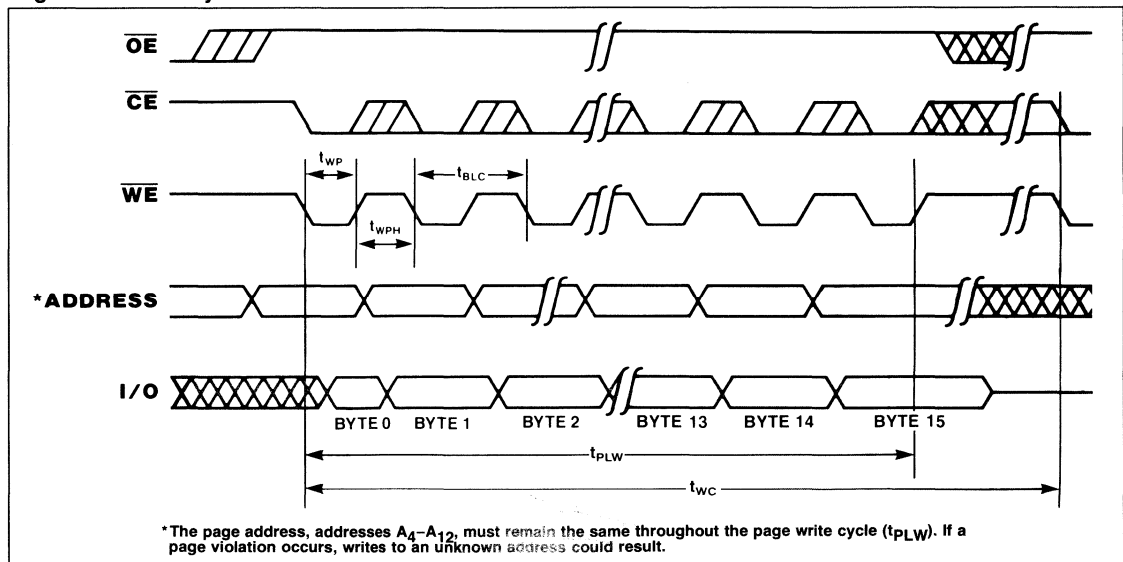 OE
CE
tWP
tBLC
WE
tWPH
*ADDRESS
I/O
BYTE 0 BYTE 1 BYTE 2 BYTE 13 BYTE 14 BYTE 15
tPLW
tWC
*The page address, addresses A4–A12, must remain the same throughout the page write cycle (tPLW). If a
page violation occurs, writes to an unknown address could result.